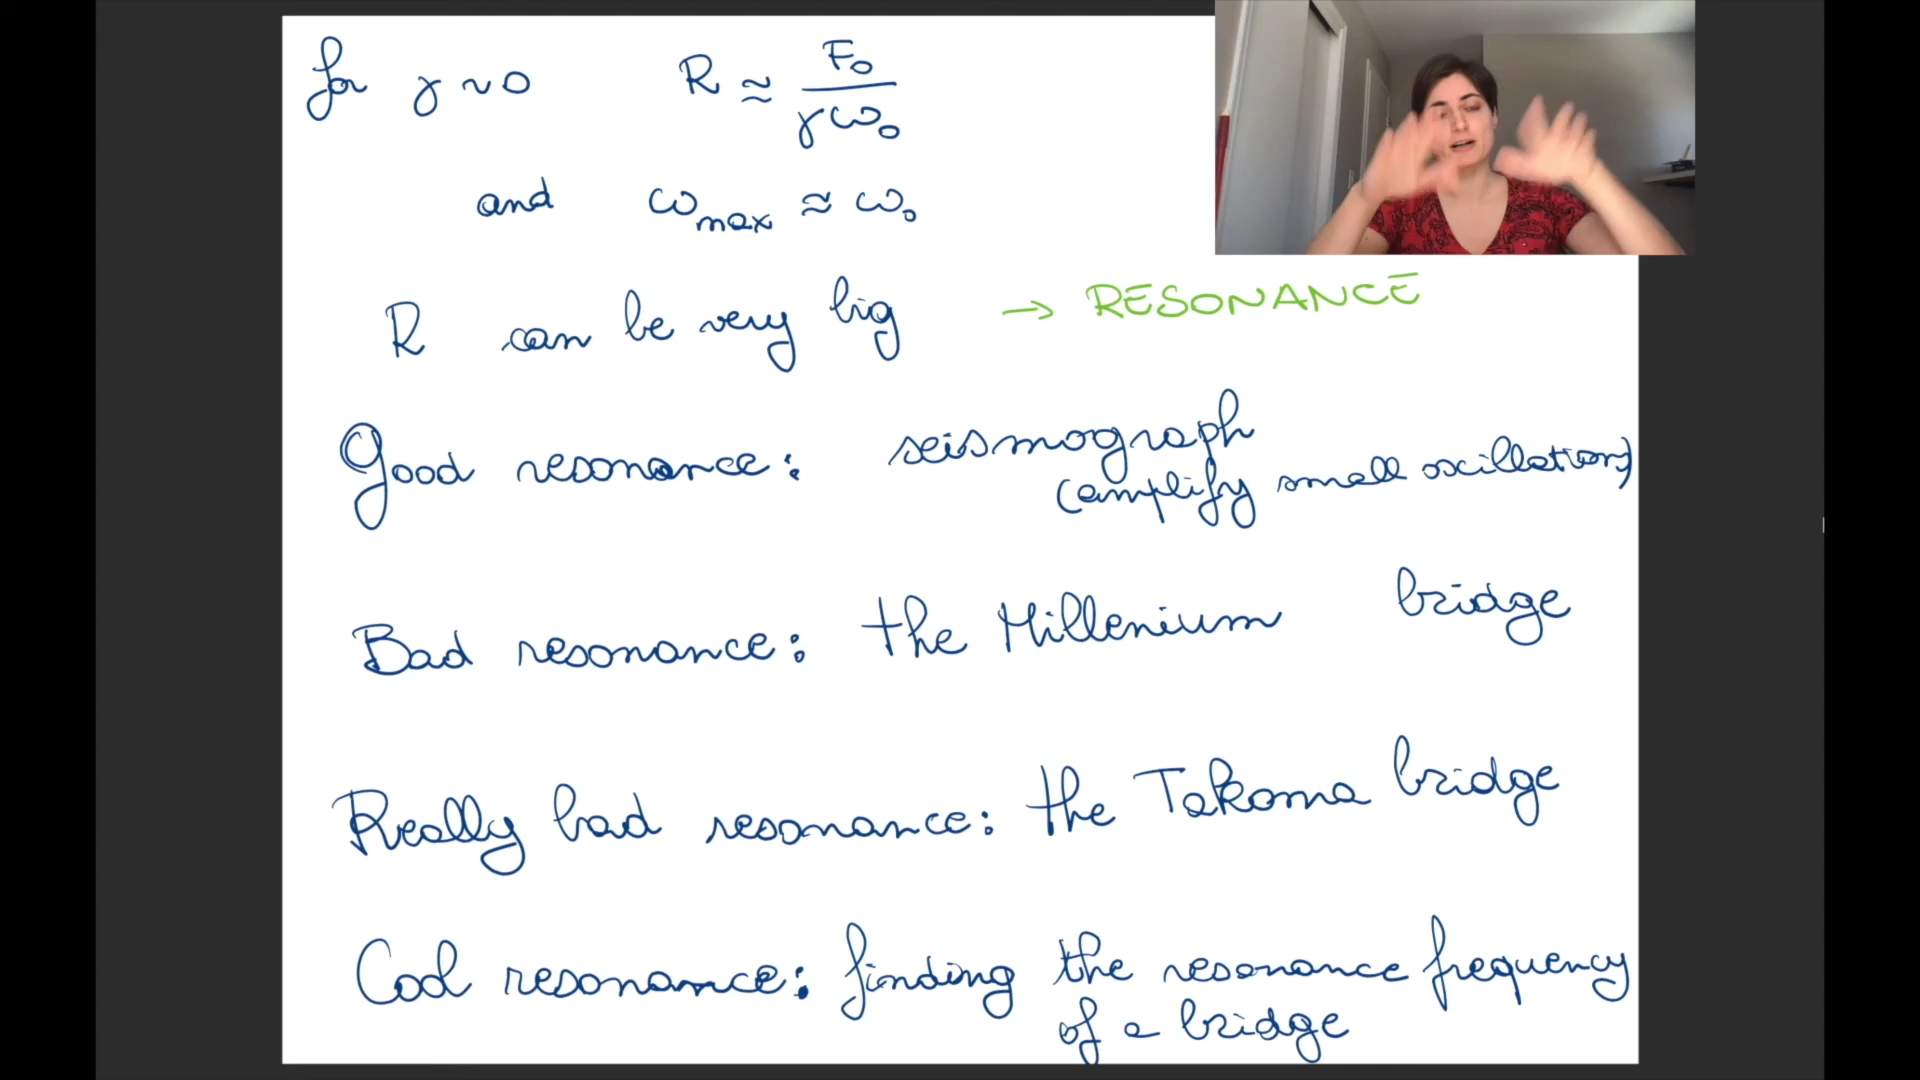 for γ ~ 0 R ≈ F₀ / γω₀
and ω_max ≈ ω₀
R can be very big → RESONANCE
Good resonance: seismograph
(amplify small oscillations)
Bad resonance: the Millenium bridge
Really bad resonance: the Takoma bridge
Cool resonance: finding the resonance frequency
of a bridge